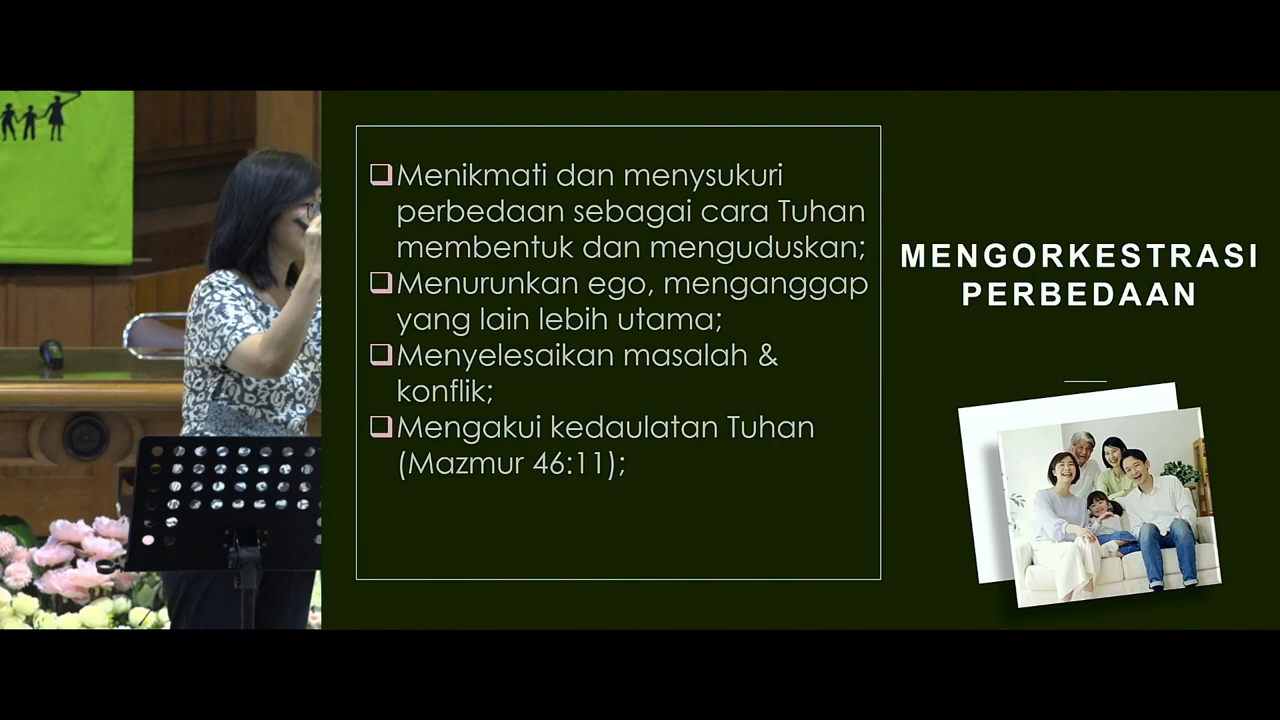 ❑Menikmati dan menysukuri
perbedaan sebagai cara Tuhan
membentuk dan menguduskan;
❑Menurunkan ego, menganggap
yang lain lebih utama;
❑Menyelesaikan masalah &
konflik;
❑Mengakui kedaulatan Tuhan
(Mazmur 46:11);
MENGORKESTRASI
PERBEDAAN